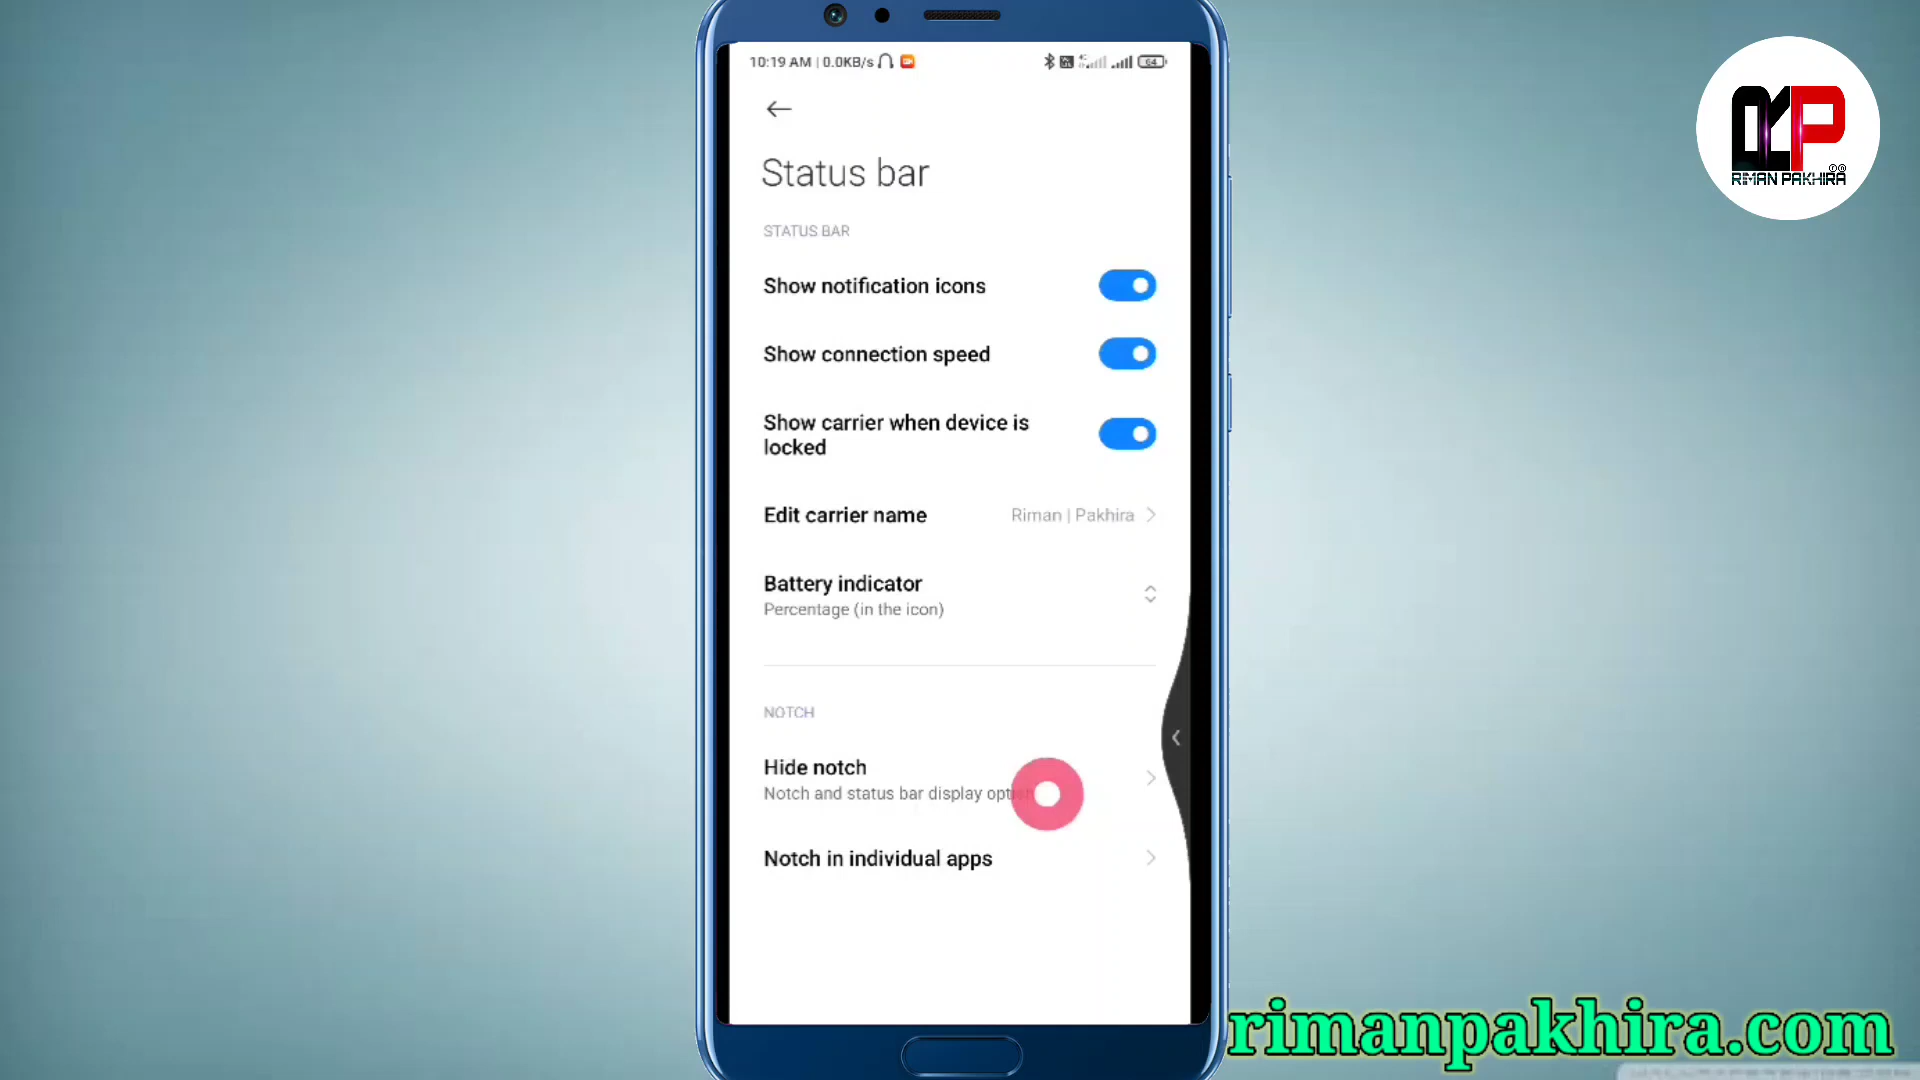 10:19 AM | 0.0KB/s
64
Status bar
STATUS BAR
Show notification icons
Show connection speed
Show carrier when device is
locked
Edit carrier name
Riman | Pakhira
Battery indicator
Percentage (in the icon)
NOTCH
Hide notch
Notch and status bar display opt
Notch in individual apps
RP
RIMAN PAKHIRA
rimanpakhira.com